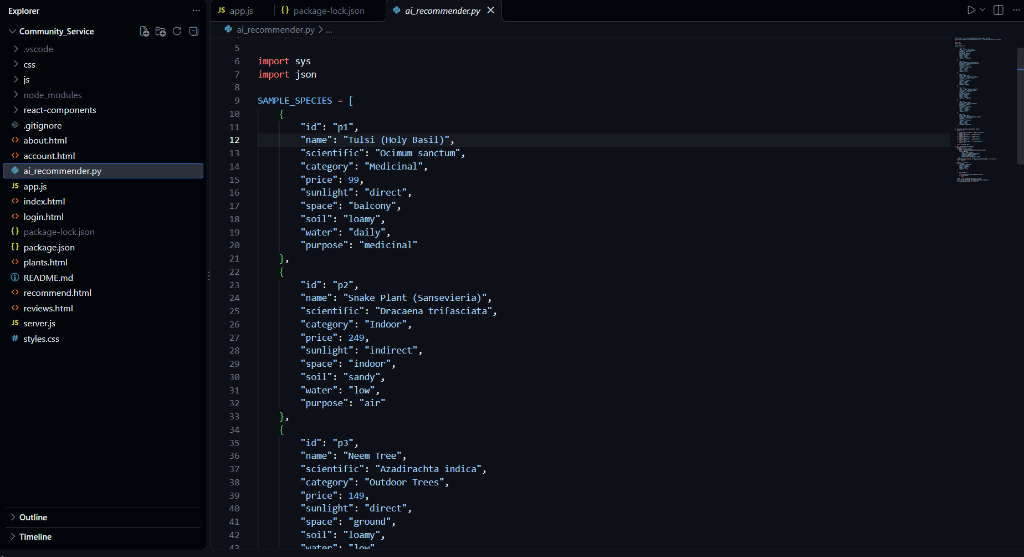 Explorer
Community_Service
.vscode
css
js
node_modules
react-components
.gitignore
about.html
account.html
ai_recommender.py
JS app.js
index.html
login.html
{} package-lock.json
{} package.json
plants.html
README.md
recommend.html
reviews.html
JS server.js
# styles.css
Outline
Timeline
JS app.js
{} package-lock.json
ai_recommender.py
ai_recommender.py > ...
5
6 import sys
7 import json
8
9 SAMPLE_SPECIES = [
10 {
11 "id": "p1",
12 "name": "Tulsi (Holy Basil)",
13 "scientific": "Ocimum sanctum",
14 "category": "Medicinal",
15 "price": 99,
16 "sunlight": "direct",
17 "space": "balcony",
18 "soil": "loamy",
19 "water": "daily",
20 "purpose": "medicinal"
21 },
22 {
23 "id": "p2",
24 "name": "Snake Plant (Sansevieria)",
25 "scientific": "Dracaena trifasciata",
26 "category": "Indoor",
27 "price": 249,
28 "sunlight": "indirect",
29 "space": "indoor",
30 "soil": "sandy",
31 "water": "low",
32 "purpose": "air"
33 },
34 {
35 "id": "p3",
36 "name": "Neem Tree",
37 "scientific": "Azadirachta indica",
38 "category": "Outdoor Trees",
39 "price": 149,
40 "sunlight": "direct",
41 "space": "ground",
42 "soil": "loamy",
43 "water": "low"